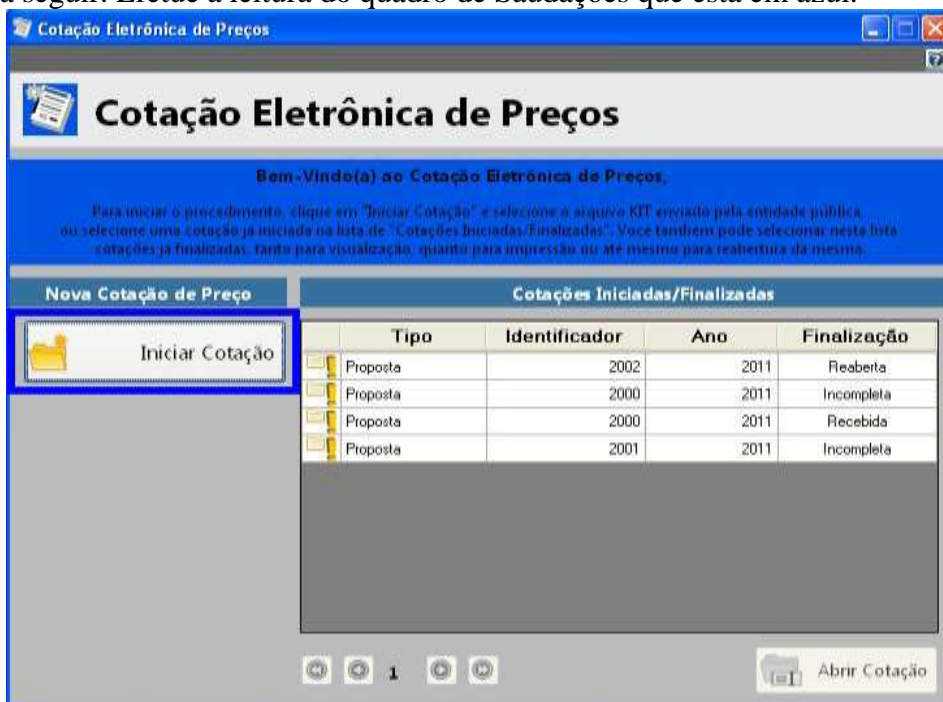 a seguir. Efetue a leitura do quadro de Saudações que está em azul.
Cotação Eletrônica de Preços
Cotação Eletrônica de Preços
Bem-Vindo(a) ao Cotação Eletrônica de Preços,
Para iniciar o procedimento, clique em "Iniciar Cotação" e selecione o arquivo KIT enviado pela entidade pública,
ou selecione uma cotação já iniciada na lista de "Cotações Iniciadas/Finalizadas". Você também pode selecionar nesta lista
cotações já finalizadas, tanto para visualização, quanto para impressão ou até mesmo para reabertura da mesma.
Nova Cotação de Preço
Cotações Iniciadas/Finalizadas
Iniciar Cotação
Tipo Identificador Ano Finalização
Proposta 2002 2011 Reaberta
Proposta 2000 2011 Incompleta
Proposta 2000 2011 Recebida
Proposta 2001 2011 Incompleta
1
Abrir Cotação